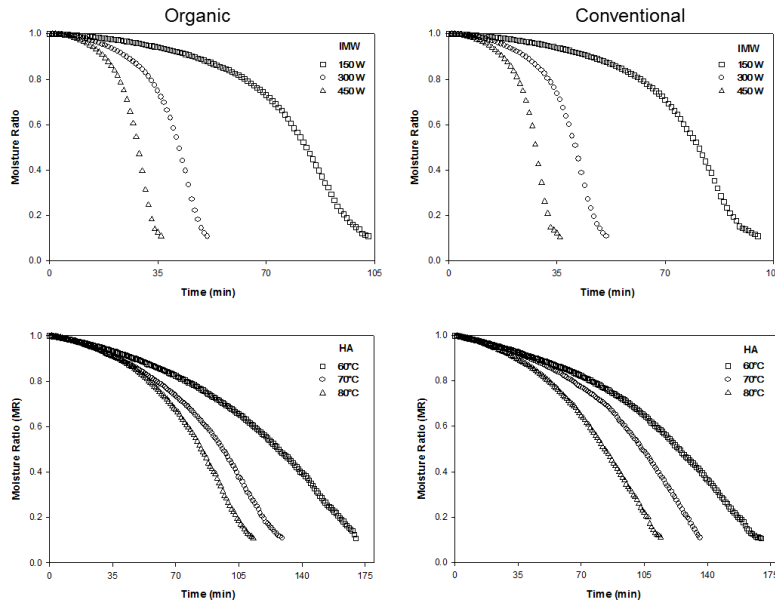 Organic
Conventional
1.0
0.8
0.6
0.4
0.2
0.0
Moisture Ratio
IMW
150 W
300 W
450 W
0
35
70
105
Time (min)
1.0
0.8
0.6
0.4
0.2
0.0
Moisture Ratio
IMW
150 W
300 W
450 W
0
35
70
Time (min)
1.0
0.8
0.6
0.4
0.2
0.0
Moisture Ratio (MR)
HA
60°C
70°C
80°C
0
35
70
105
140
175
Time (min)
1.0
0.8
0.6
0.4
0.2
0.0
Moisture Ratio (MR)
HA
60°C
70°C
80°C
0
35
70
105
140
175
Time (min)